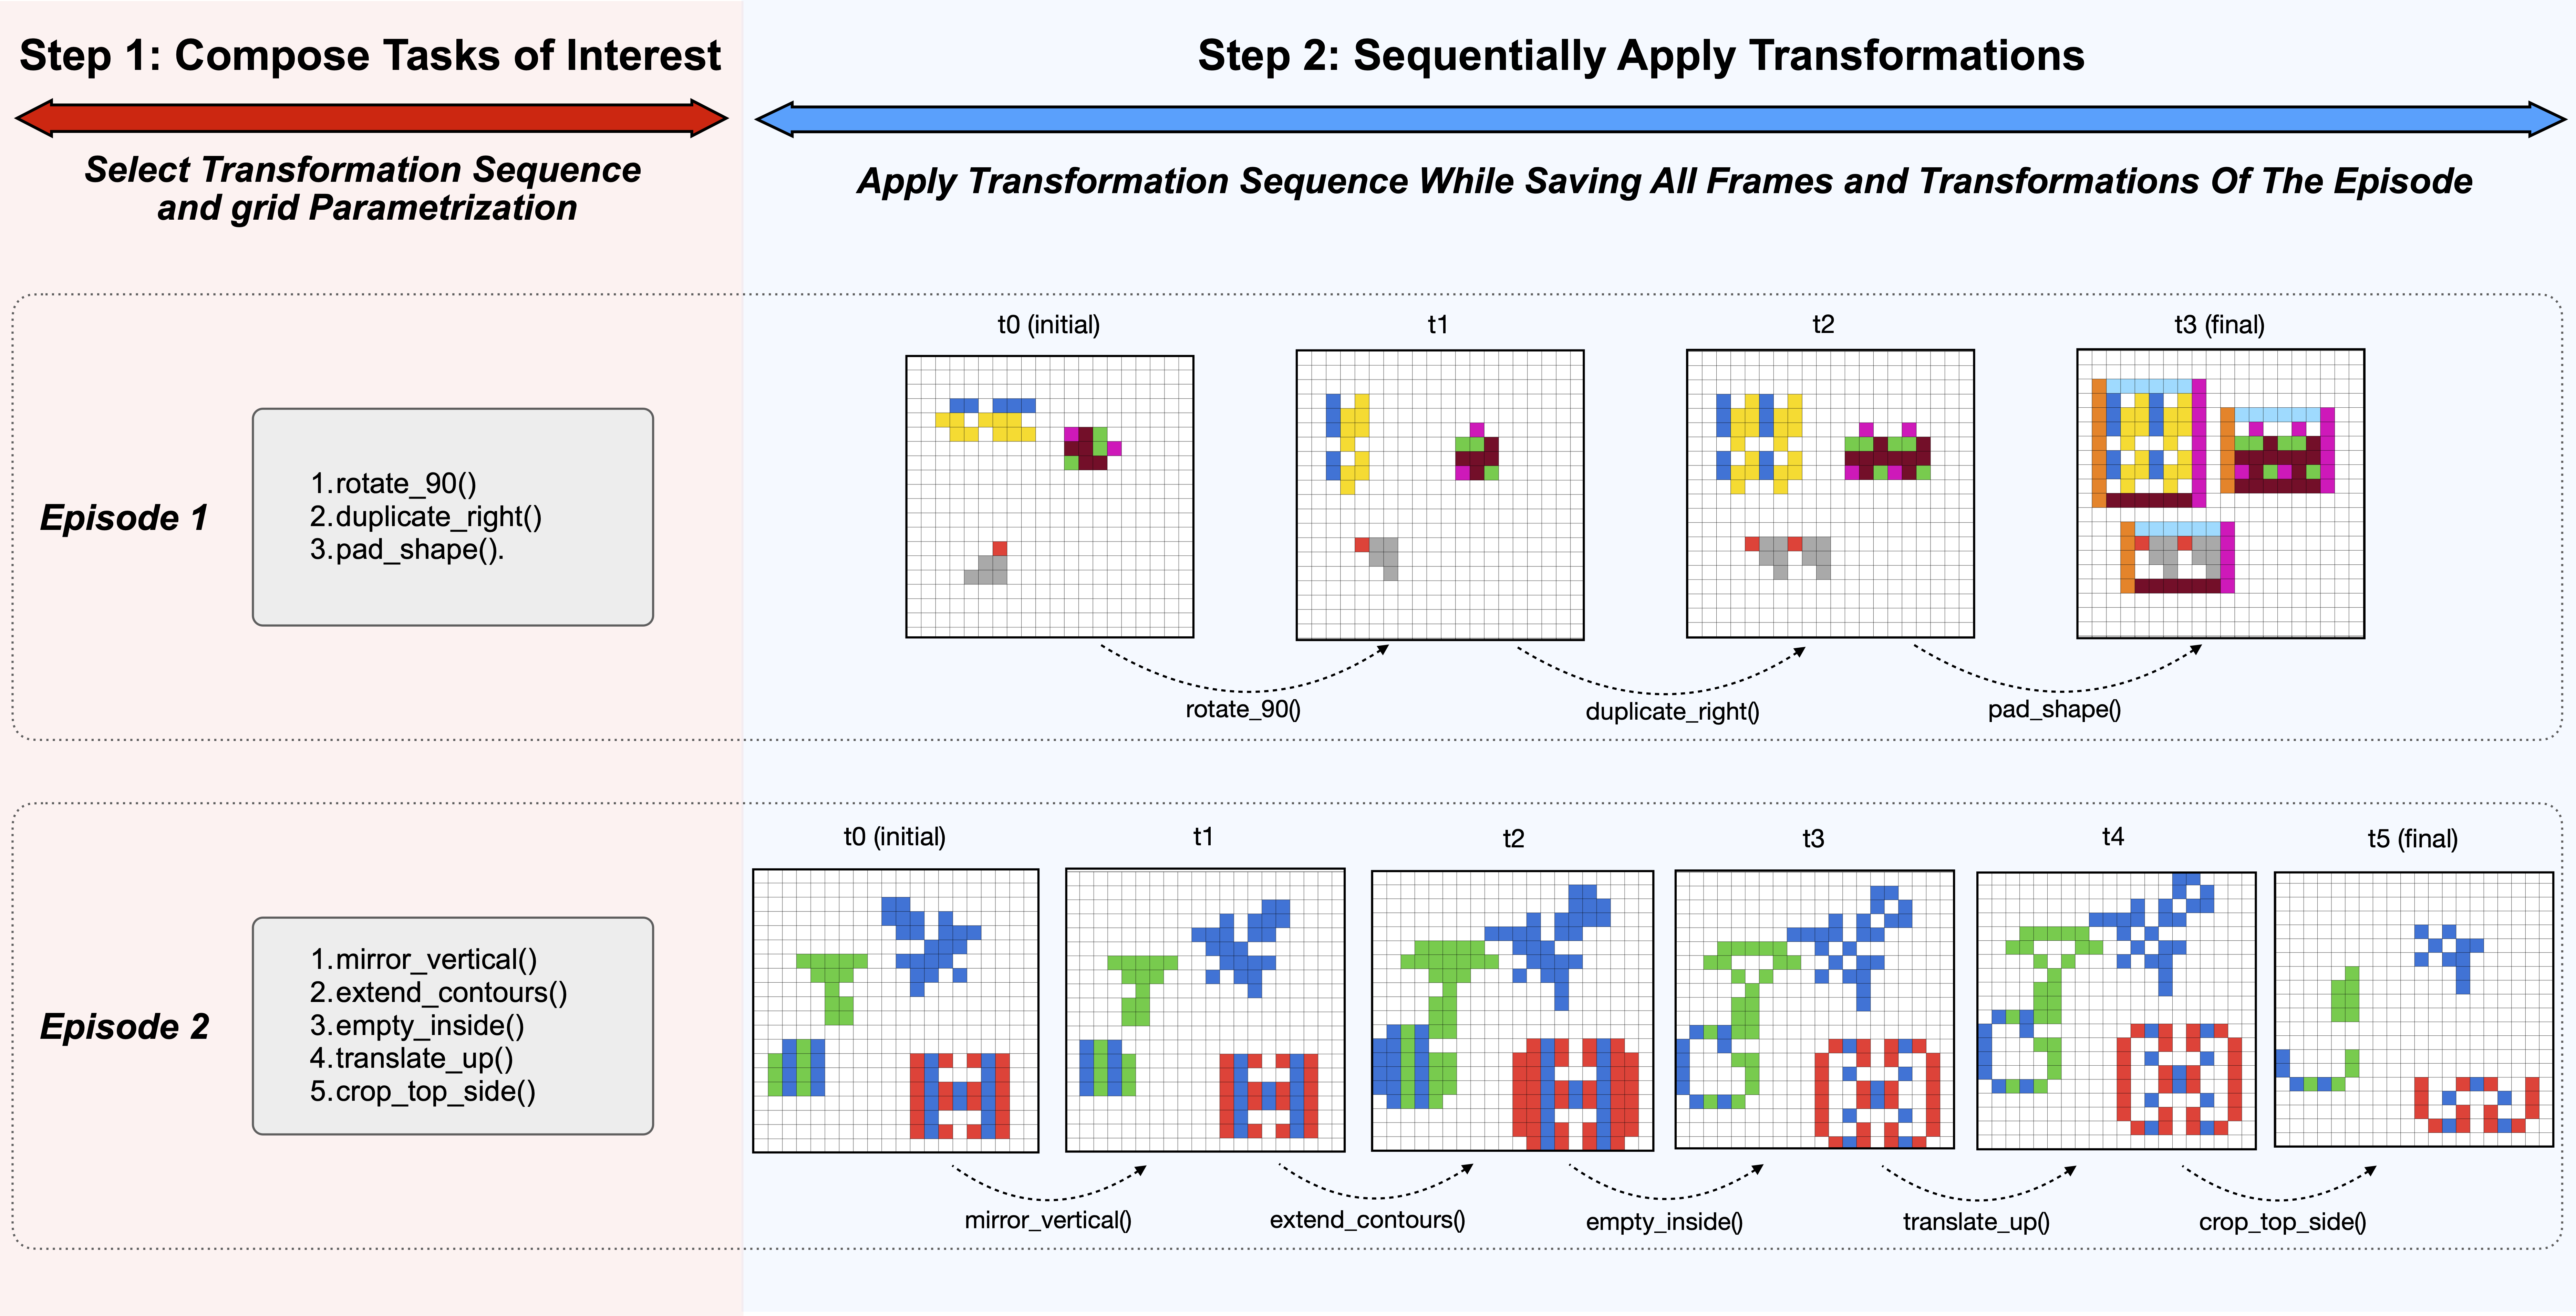 Step 1: Compose Tasks of Interest
Select Transformation Sequence
and grid Parametrization
Step 2: Sequentially Apply Transformations
Apply Transformation Sequence While Saving All Frames and Transformations Of The Episode
Episode 1
1.rotate_90()
2.duplicate_right()
3.pad_shape().
t0 (initial)
t1
t2
t3 (final)
rotate_90()
duplicate_right()
pad_shape()
Episode 2
1.mirror_vertical()
2.extend_contours()
3.empty_inside()
4.translate_up()
5.crop_top_side()
t0 (initial)
t1
t2
t3
t4
t5 (final)
mirror_vertical()
extend_contours()
empty_inside()
translate_up()
crop_top_side()